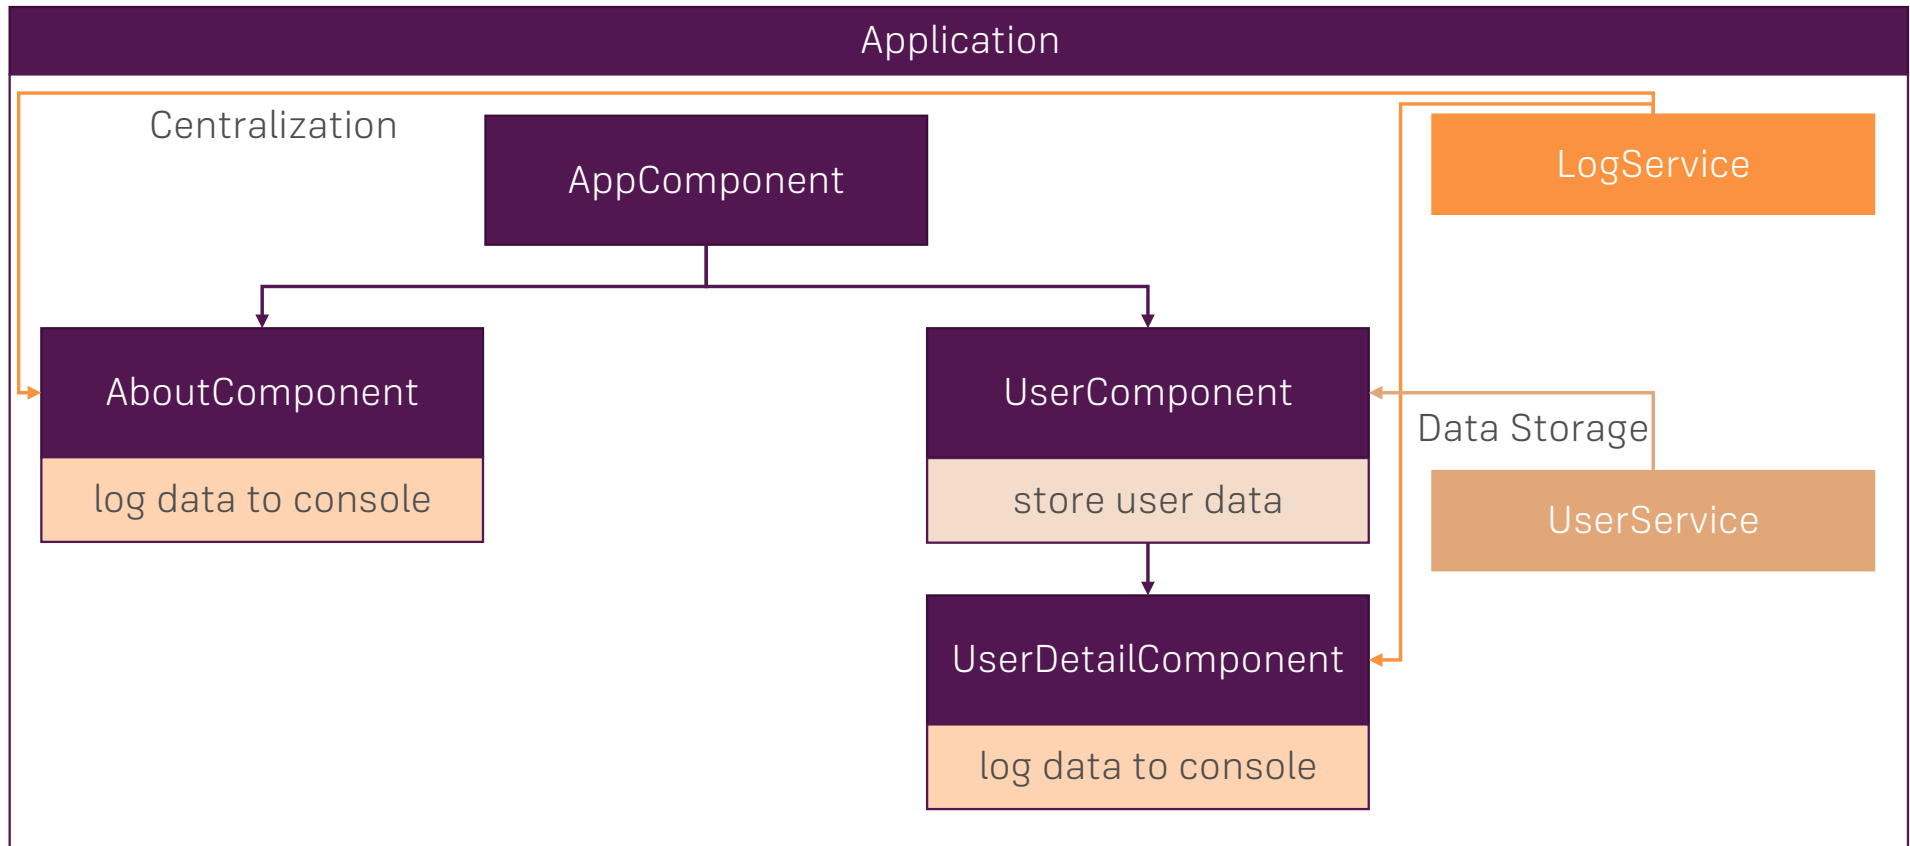 Application
Centralization
AppComponent
LogService
AboutComponent
log data to console
UserComponent
store user data
Data Storage
UserService
UserDetailComponent
log data to console